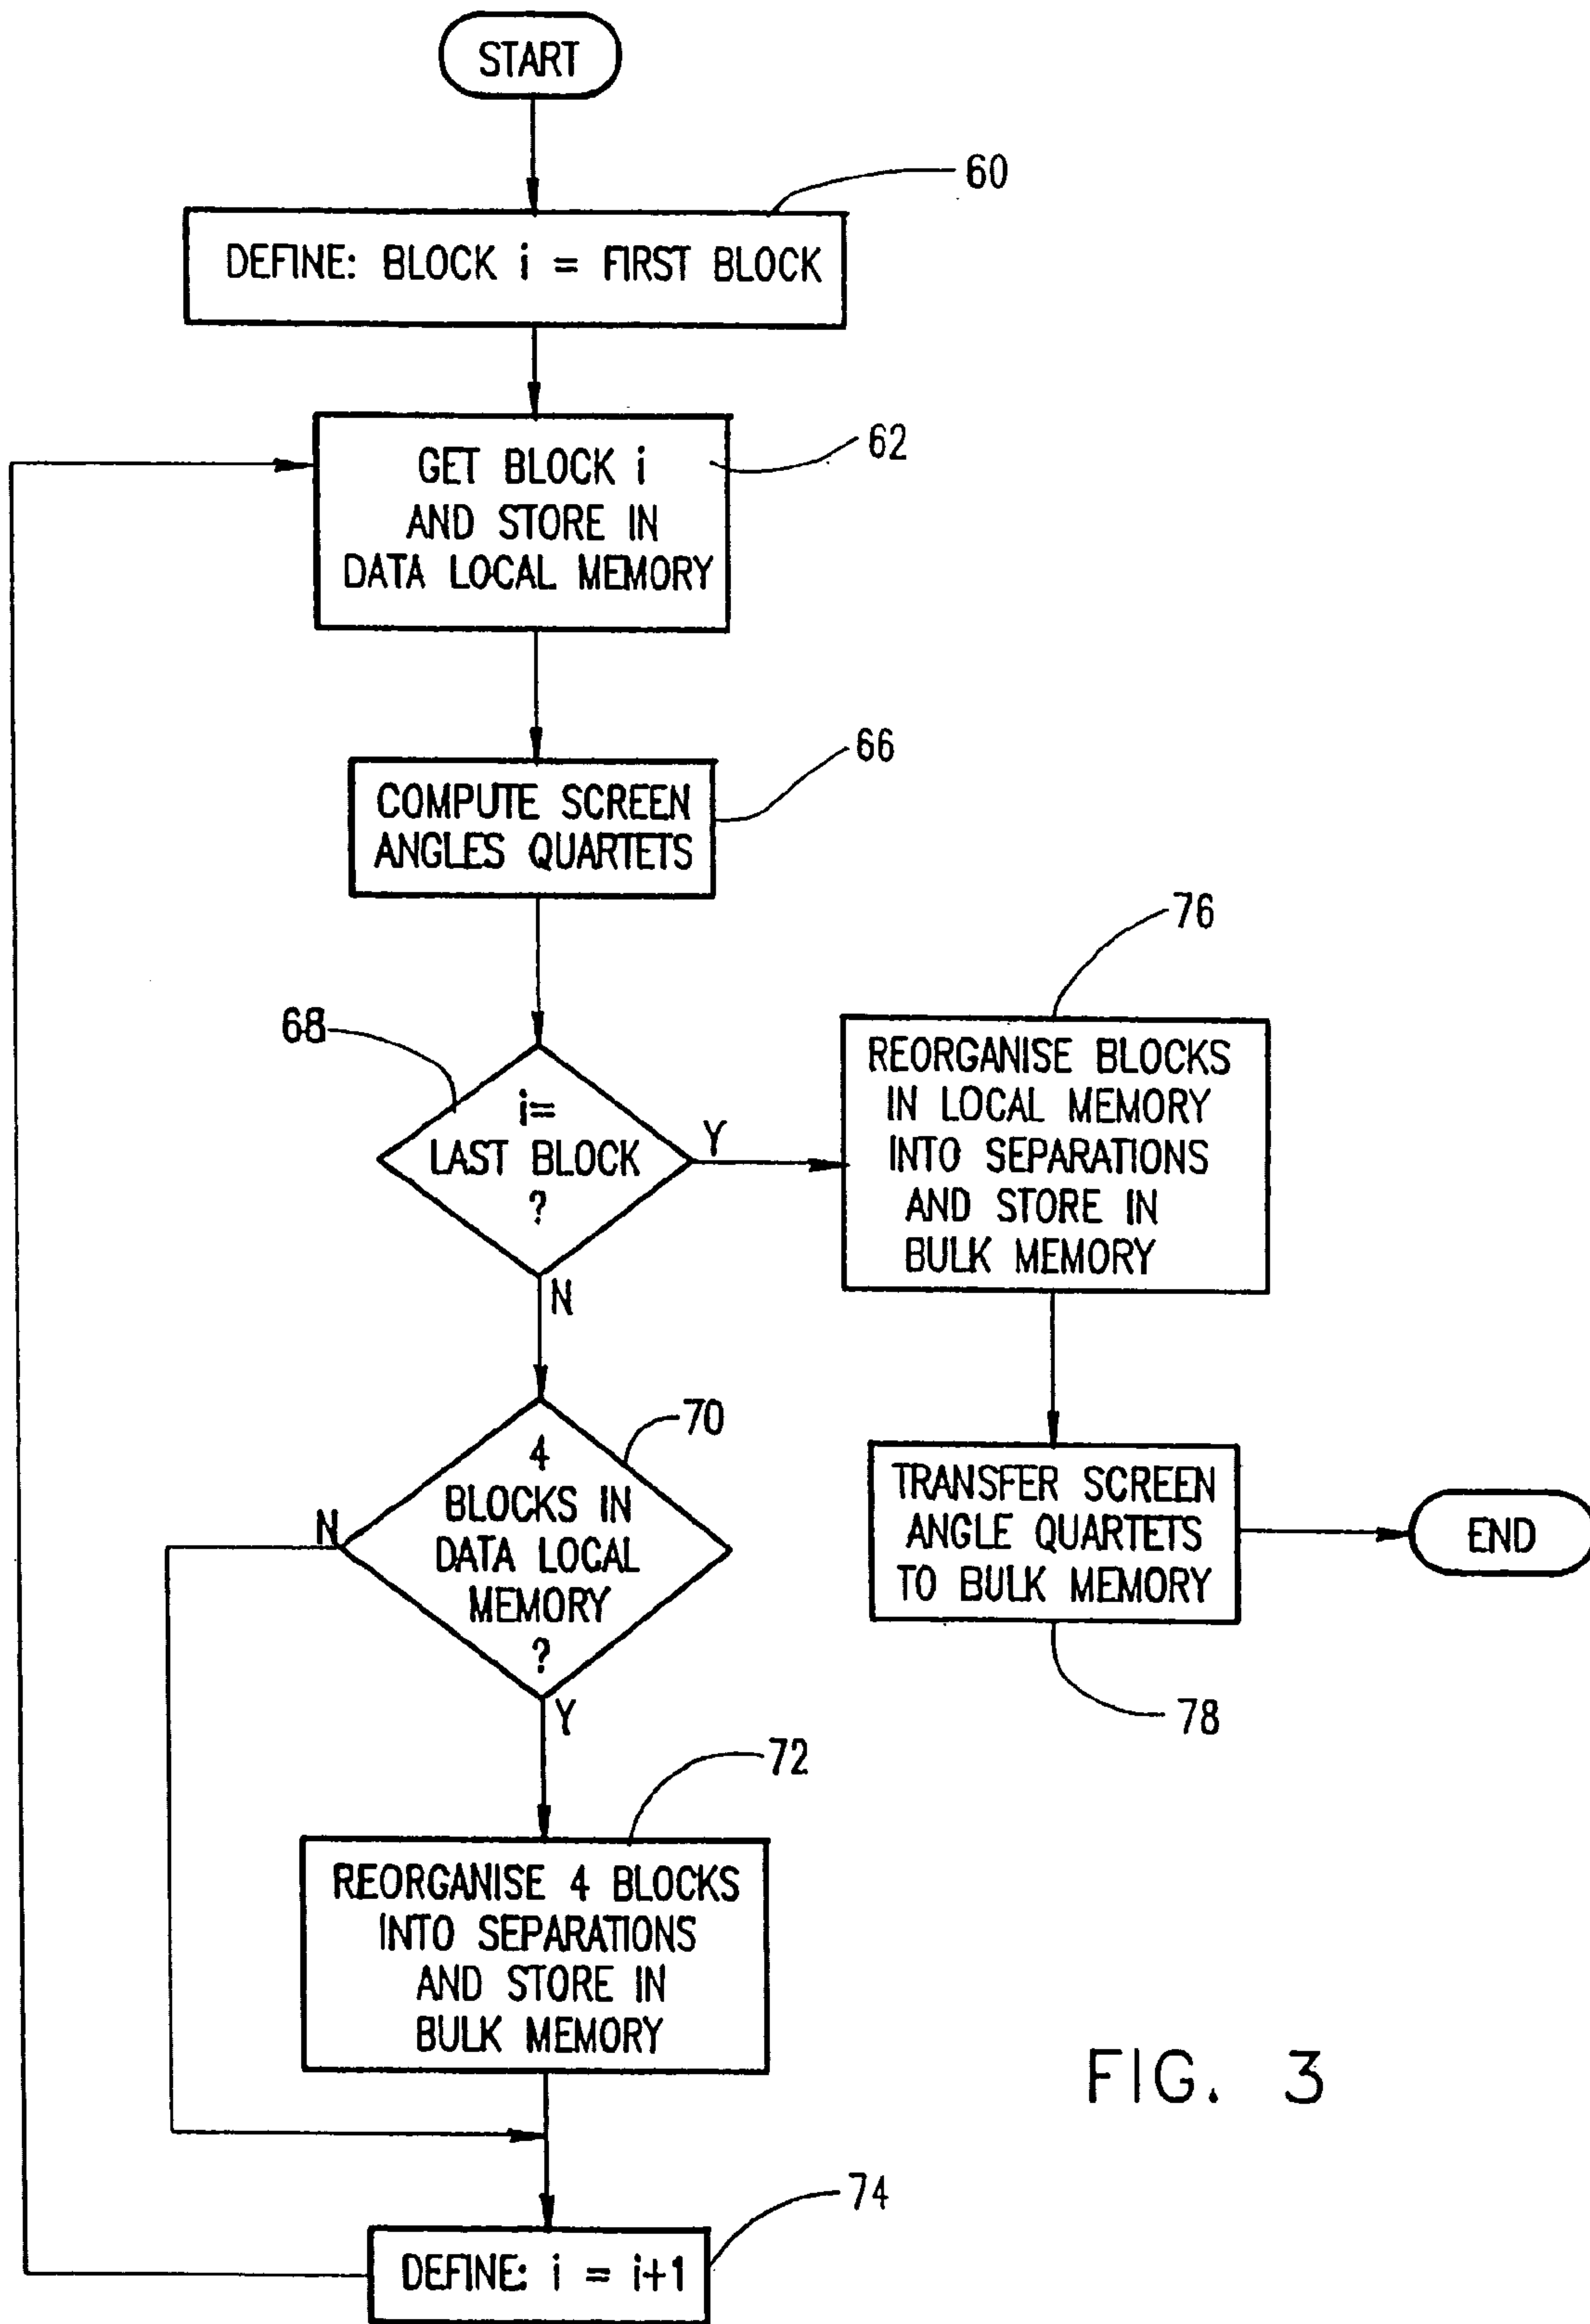 START
60
DEFINE: BLOCK i = FIRST BLOCK
62
GET BLOCK i
AND STORE IN
DATA LOCAL MEMORY
66
COMPUTE SCREEN
ANGLES QUARTETS
68
i=
LAST BLOCK
?
Y
N
76
REORGANISE BLOCKS
IN LOCAL MEMORY
INTO SEPARATIONS
AND STORE IN
BULK MEMORY
70
4
BLOCKS IN
DATA LOCAL
MEMORY
?
N
Y
TRANSFER SCREEN
ANGLE QUARTETS
TO BULK MEMORY
78
END
72
REORGANISE 4 BLOCKS
INTO SEPARATIONS
AND STORE IN
BULK MEMORY
74
DEFINE: i = i+1
FIG. 3